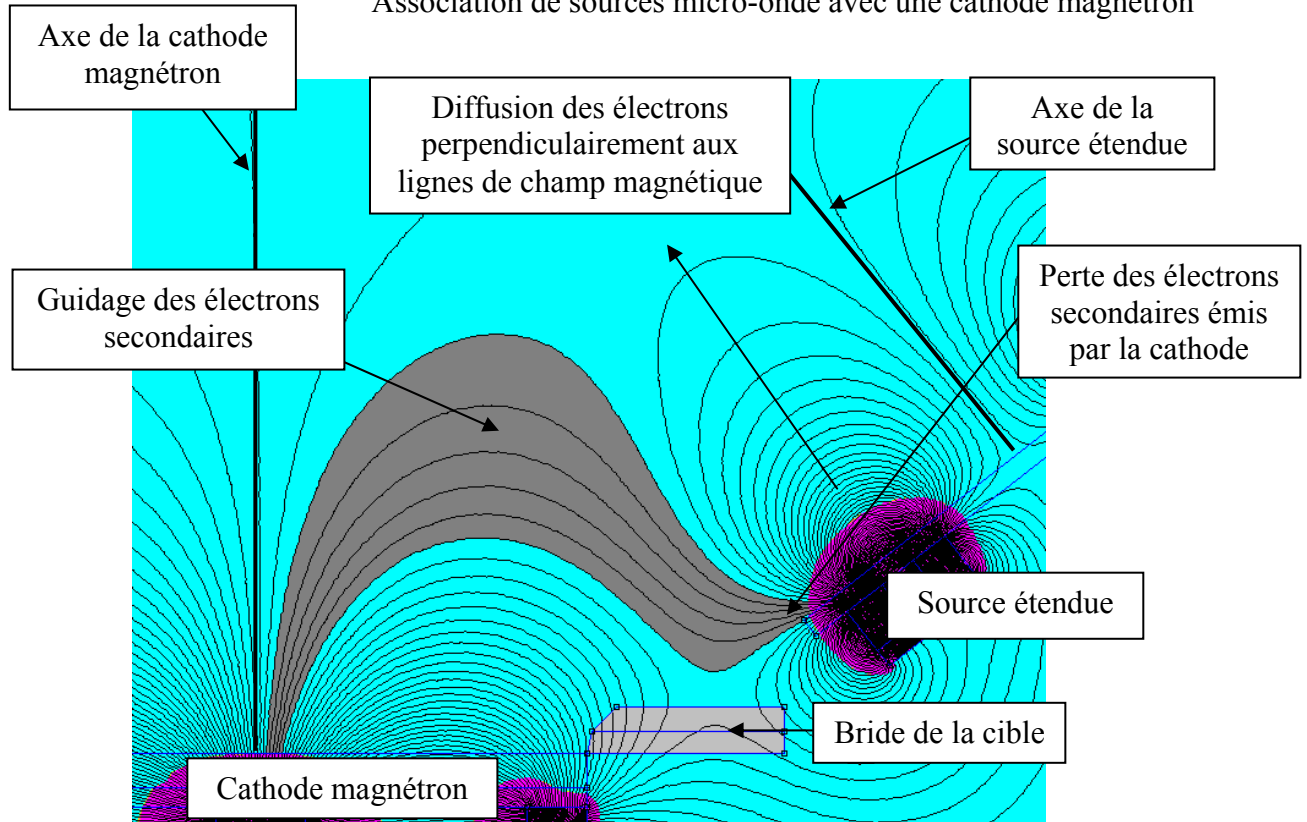 Association de sources micro-onde avec une cathode magnétron
Axe de la cathode
magnétron
Diffusion des électrons
perpendiculairement aux
lignes de champ magnétique
Axe de la
source étendue
Guidage des électrons
secondaires
Perte des électrons
secondaires émis
par la cathode
Source étendue
Bride de la cible
Cathode magnétron